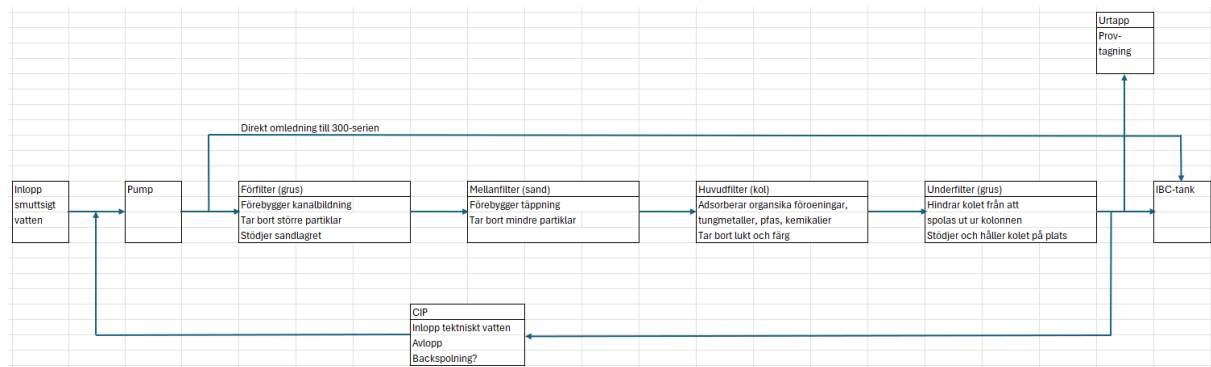 Urtapp
Prov-
tagning
Direkt omledning till 300-serien
Inlopp
smuttsigt
vatten
Pump
Förfilter (grus)
Förebygger kanalbildning
Tar bort större partiklar
Stödjer sandlagret
Mellanfilter (sand)
Förebygger täppning
Tar bort mindre partiklar
Huvudfilter (kol)
Adsorberar organsika föroeningar,
tungmetaller, pfas, kemikalier
Tar bort lukt och färg
Underfilter (grus)
Hindrar kolet från att
spolas ut ur kolonnen
Stödjer och håller kolet på plats
IBC-tank
CIP
Inlopp tektniskt vatten
Avlopp
Backspolning?